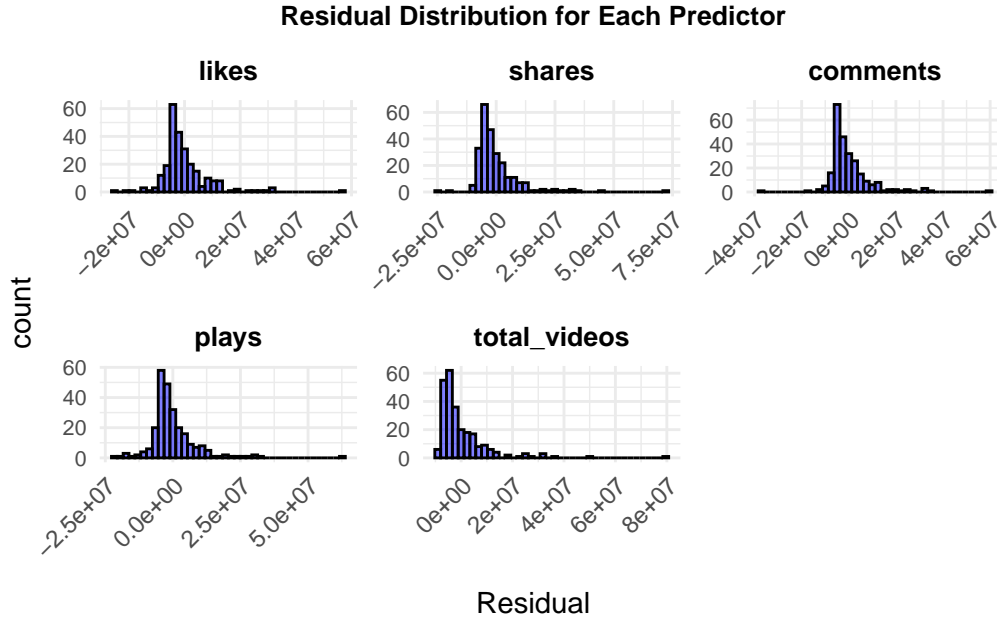 Residual Distribution for Each Predictor
likes
shares
comments
60
40
20
0
−2e+07
0e+00
2e+07
4e+07
6e+07
60
40
20
0
−2.5e+07
0.0e+00
2.5e+07
5.0e+07
7.5e+07
60
40
20
0
−4e+07
−2e+07
0e+00
2e+07
4e+07
6e+07
count
plays
total_videos
60
40
20
0
−2.5e+07
0.0e+00
2.5e+07
5.0e+07
60
40
20
0
0e+00
2e+07
4e+07
6e+07
8e+07
Residual